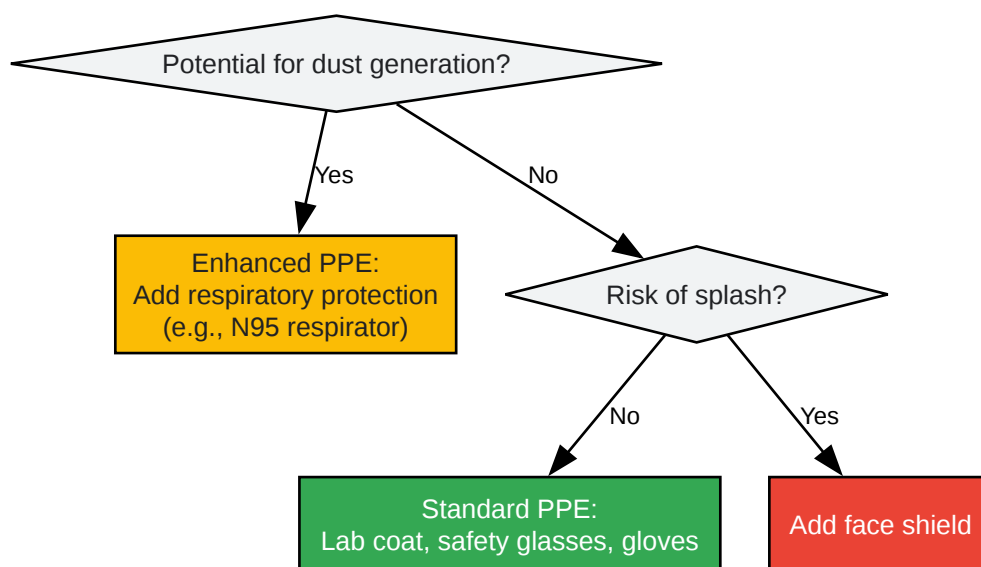 Potential for dust generation?
Yes
No
Enhanced PPE:
Add respiratory protection
(e.g., N95 respirator)
Risk of splash?
No
Yes
Standard PPE:
Lab coat, safety glasses, gloves
Add face shield